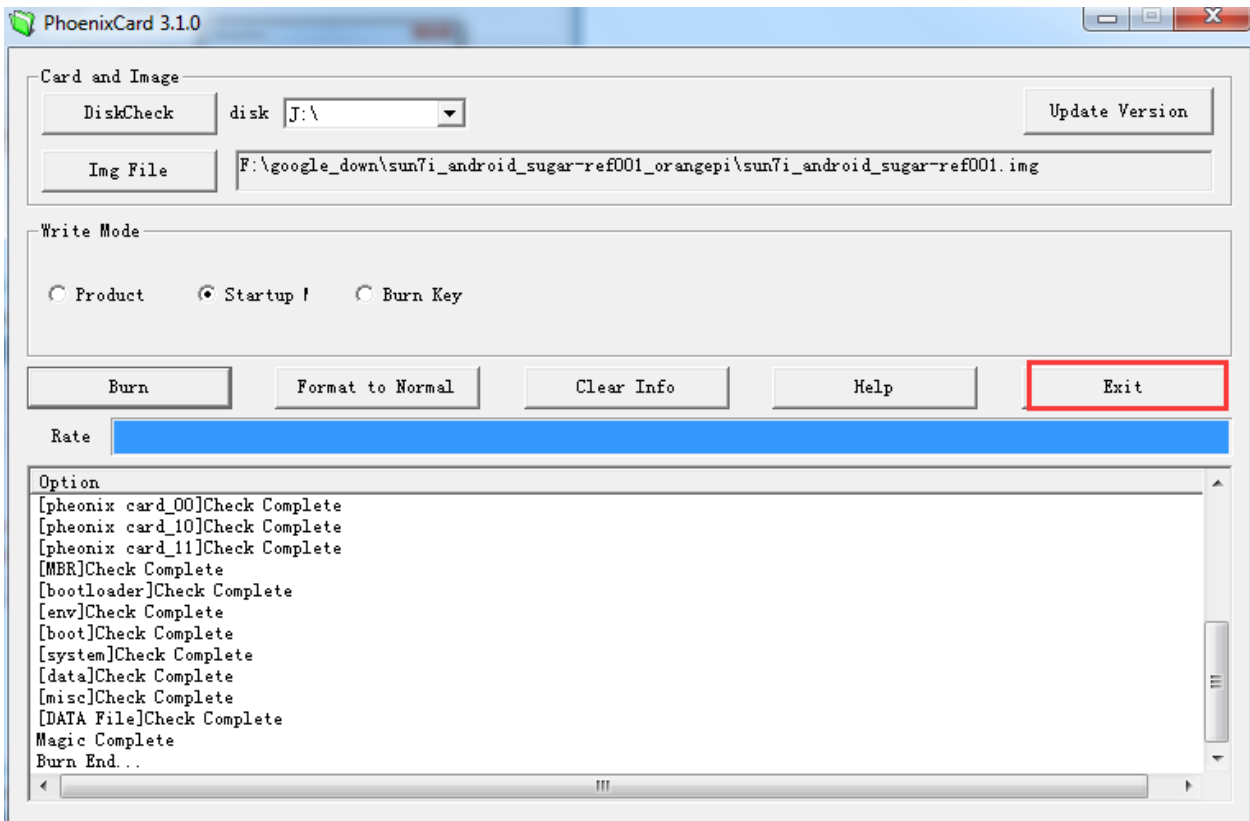 PhoenixCard 3.1.0
Card and Image
DiskCheck disk J:\ Update Version
Img File F:\google_down\sun7i_android_sugar-ref001_orangepi\sun7i_android_sugar-ref001.img
Write Mode
Product Startup Burn Key
Burn Format to Normal Clear Info Help Exit
Rate
Option
[pheonix card_00]Check Complete
[pheonix card_10]Check Complete
[pheonix card_11]Check Complete
[MBR]Check Complete
[bootloader]Check Complete
[env]Check Complete
[boot]Check Complete
[system]Check Complete
[data]Check Complete
[misc]Check Complete
[DATA File]Check Complete
Magic Complete
Burn End...